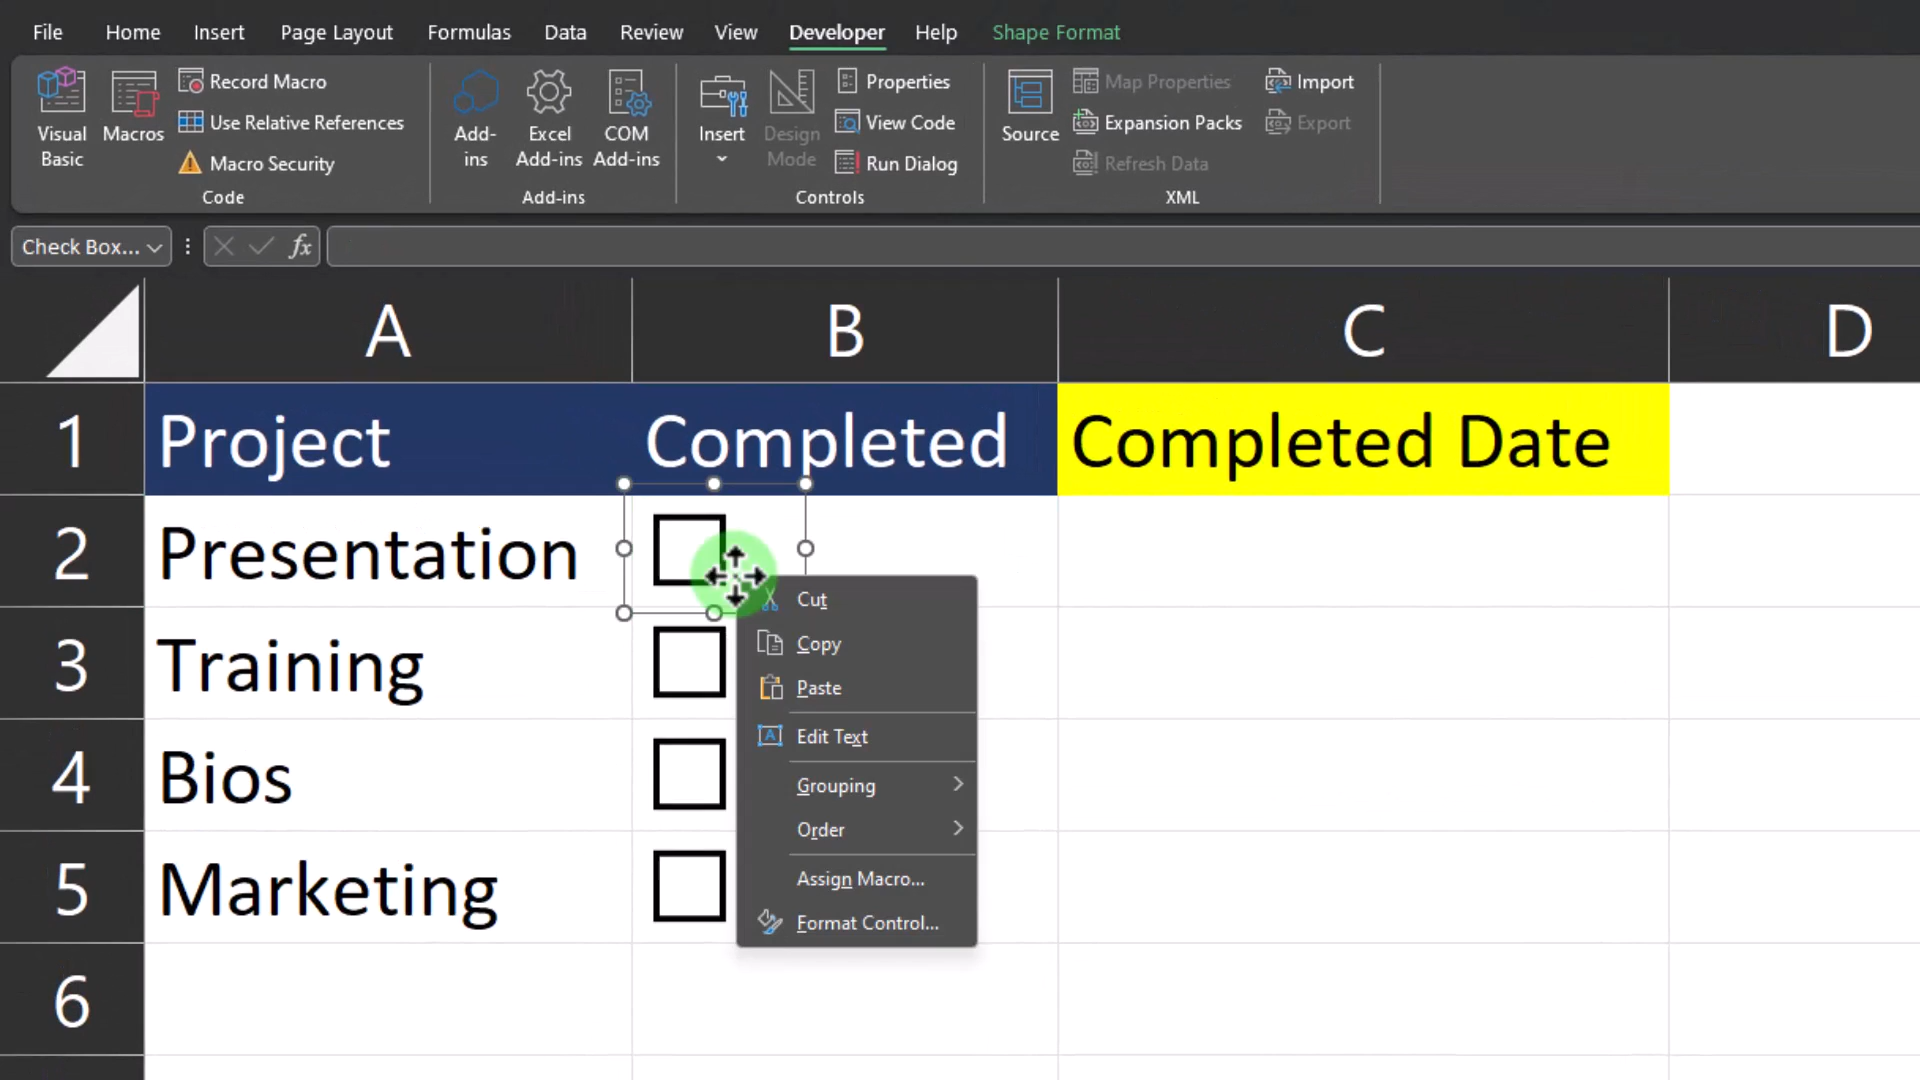 File Home Insert Page Layout Formulas Data Review View Developer Help Shape Format
Visual Basic
Macros
Record Macro
Use Relative References
Macro Security
Code
Add-ins
Excel Add-ins
COM Add-ins
Add-ins
Insert
Design Mode
Properties
View Code
Run Dialog
Controls
Source
Map Properties
Expansion Packs
Refresh Data
Import
Export
XML
Check Box...
fx
A B C D
1 Project Completed Completed Date
2 Presentation
3 Training
4 Bios
5 Marketing
6
Cut
Copy
Paste
Edit Text
Grouping
Order
Assign Macro...
Format Control...